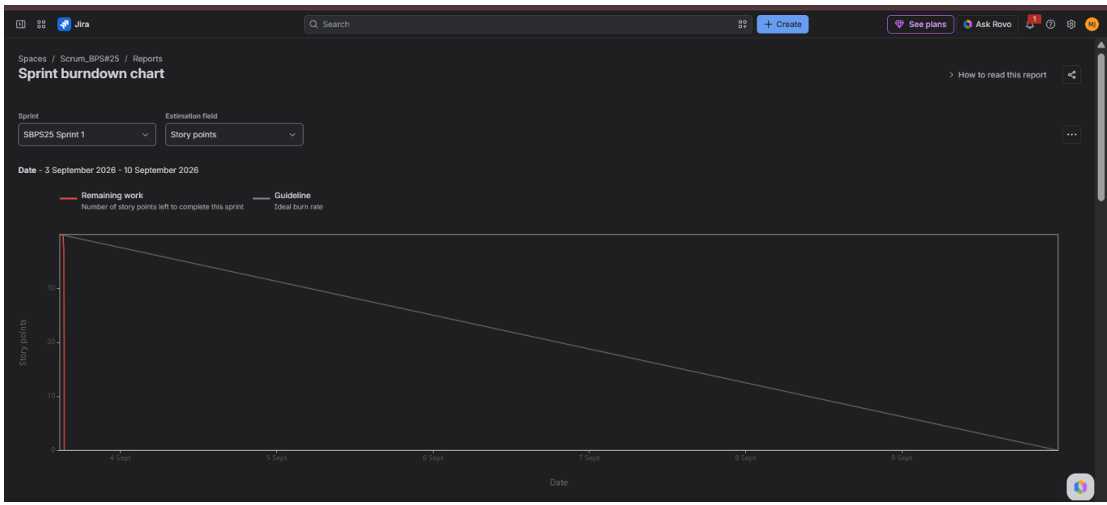 Jira
Search
+ Create
See plans
Ask Rovo
1
MJ
Spaces / Scrum_BPS#25 / Reports
Sprint burndown chart
How to read this report
Sprint
Estimation field
SBPS25 Sprint 1
Story points
Date - 3 September 2026 - 10 September 2026
Remaining work
Number of story points left to complete this sprint
Guideline
Ideal burn rate
Story points
30
20
10
0
4 Sept
5 Sept
6 Sept
7 Sept
8 Sept
9 Sept
Date